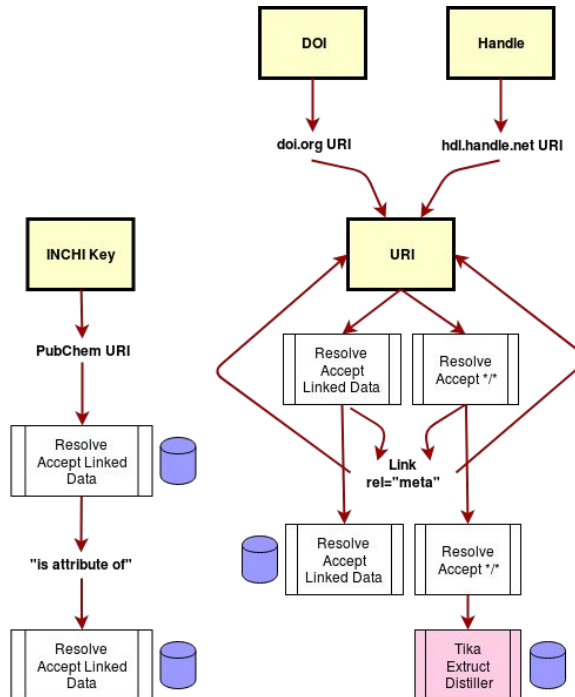 DOI
Handle
doi.org URI
hdl.handle.net URI
INCHI Key
URI
PubChem URI
Resolve
Accept
Linked Data
Resolve
Accept */*
Resolve
Accept Linked
Data
Link
rel="meta"
"is attribute of"
Resolve
Accept
Linked Data
Resolve
Accept */*
Resolve
Accept Linked
Data
Tika
Extruct
Distiller